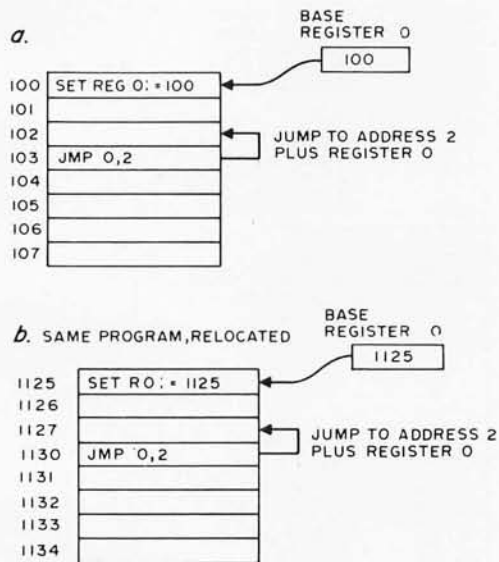 a.
BASE
REGISTER 0
100
100 SET REG 0: = 100
101
102
JUMP TO ADDRESS 2
PLUS REGISTER 0
103 JMP 0,2
104
105
106
107
b. SAME PROGRAM, RELOCATED
BASE
REGISTER 0
1125
1125 SET R0: = 1125
1126
1127
JUMP TO ADDRESS 2
PLUS REGISTER 0
1130 JMP 0,2
1131
1132
1133
1134